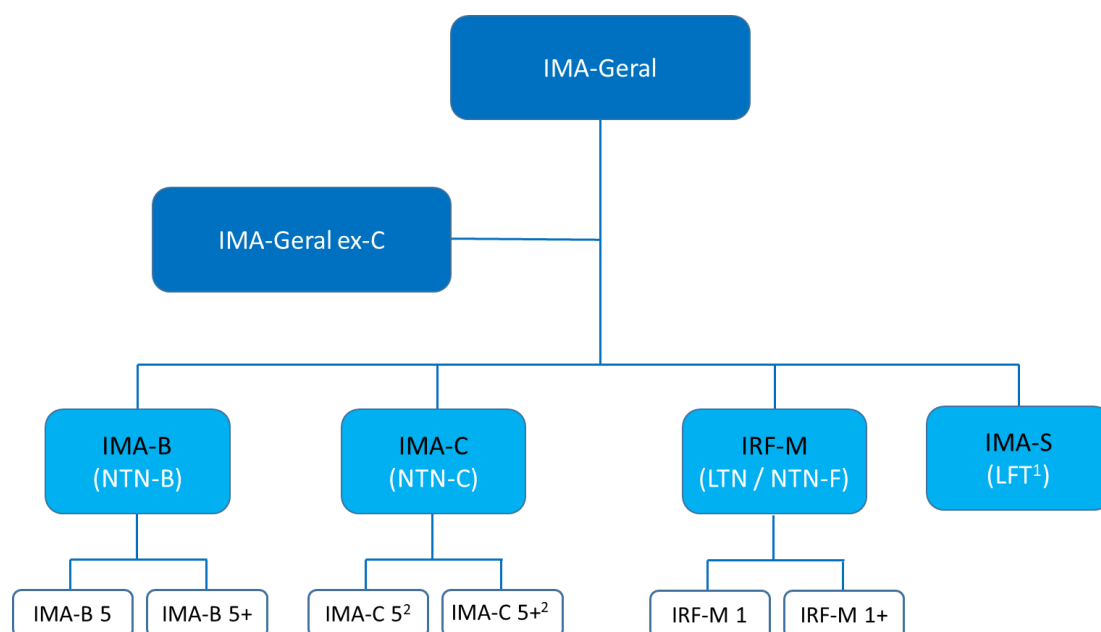 IMA-Geral
IMA-Geral ex-C
IMA-B
(NTN-B)
IMA-C
(NTN-C)
IRF-M
(LTN / NTN-F)
IMA-S
(LFT¹)
IMA-B 5
IMA-B 5+
IMA-C 5²
IMA-C 5+²
IRF-M 1
IRF-M 1+